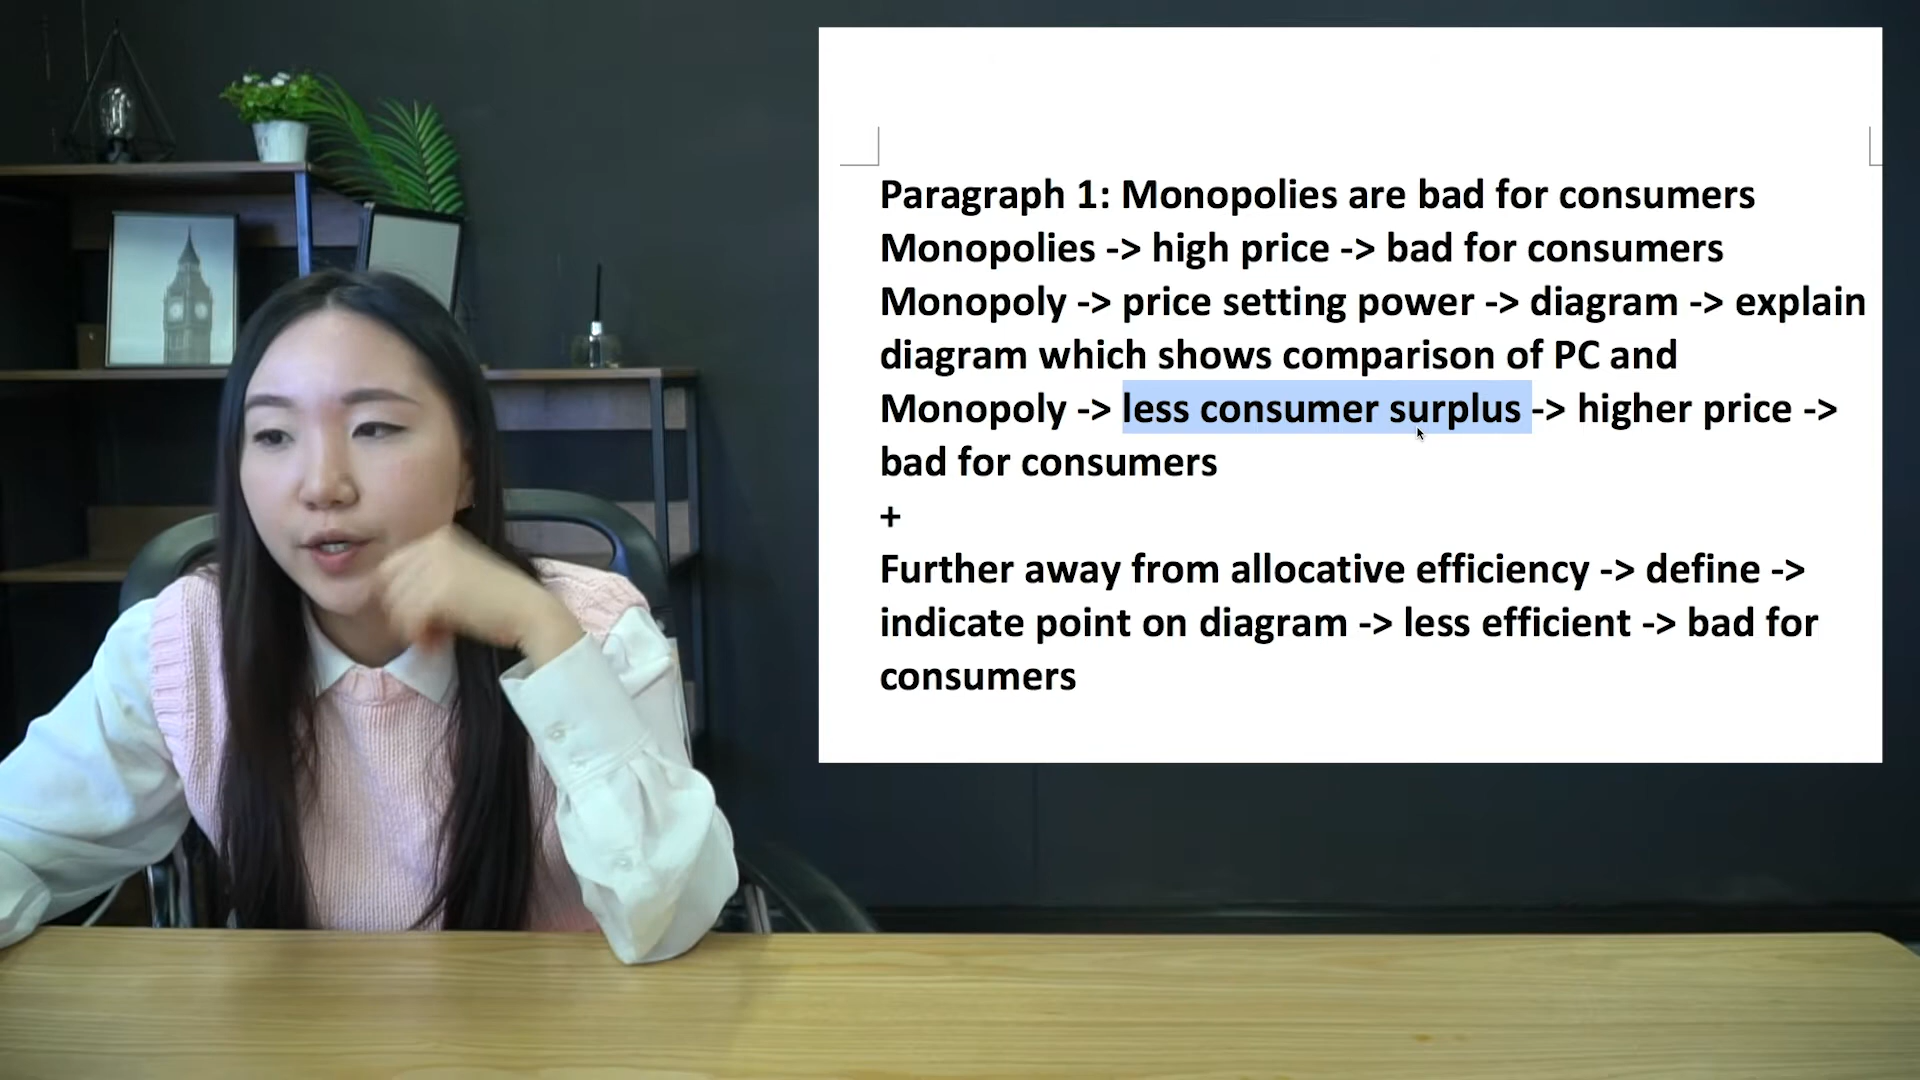 Paragraph 1: Monopolies are bad for consumers
Monopolies -> high price -> bad for consumers
Monopoly -> price setting power -> diagram -> explain
diagram which shows comparison of PC and
Monopoly -> less consumer surplus -> higher price ->
bad for consumers
+
Further away from allocative efficiency -> define ->
indicate point on diagram -> less efficient -> bad for
consumers